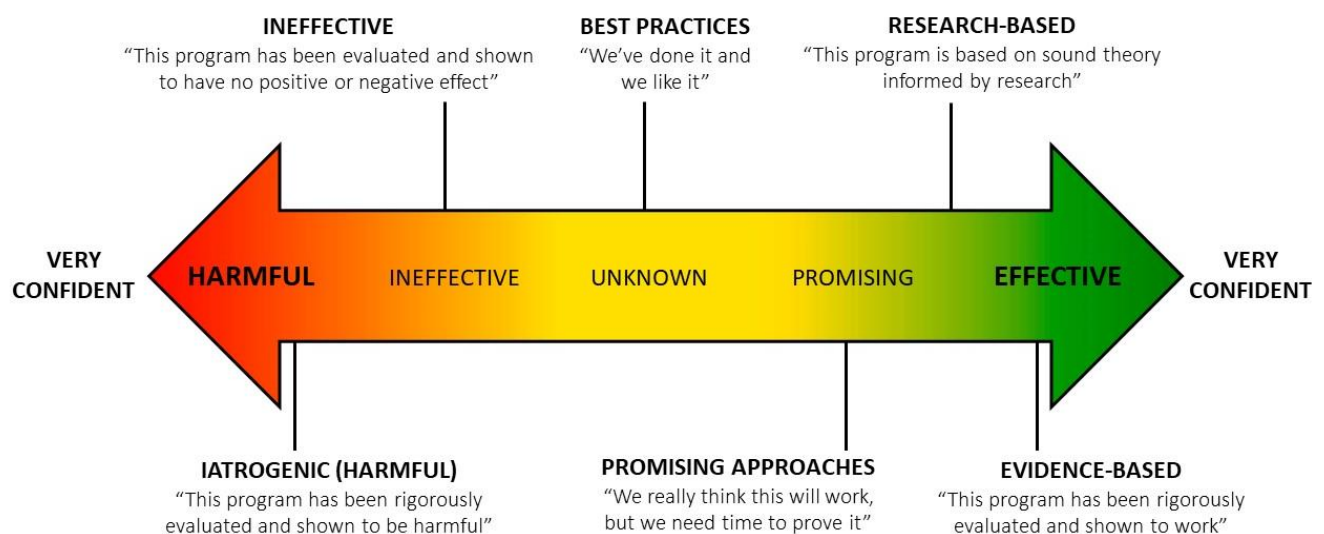 INEFFECTIVE
“This program has been evaluated and shown
to have no positive or negative effect”
BEST PRACTICES
“We’ve done it and
we like it”
RESEARCH-BASED
“This program is based on sound theory
informed by research”
VERY
CONFIDENT
HARMFUL
INEFFECTIVE
UNKNOWN
PROMISING
EFFECTIVE
VERY
CONFIDENT
IATROGENIC (HARMFUL)
“This program has been rigorously
evaluated and shown to be harmful”
PROMISING APPROACHES
“We really think this will work,
but we need time to prove it”
EVIDENCE-BASED
“This program has been rigorously
evaluated and shown to work”